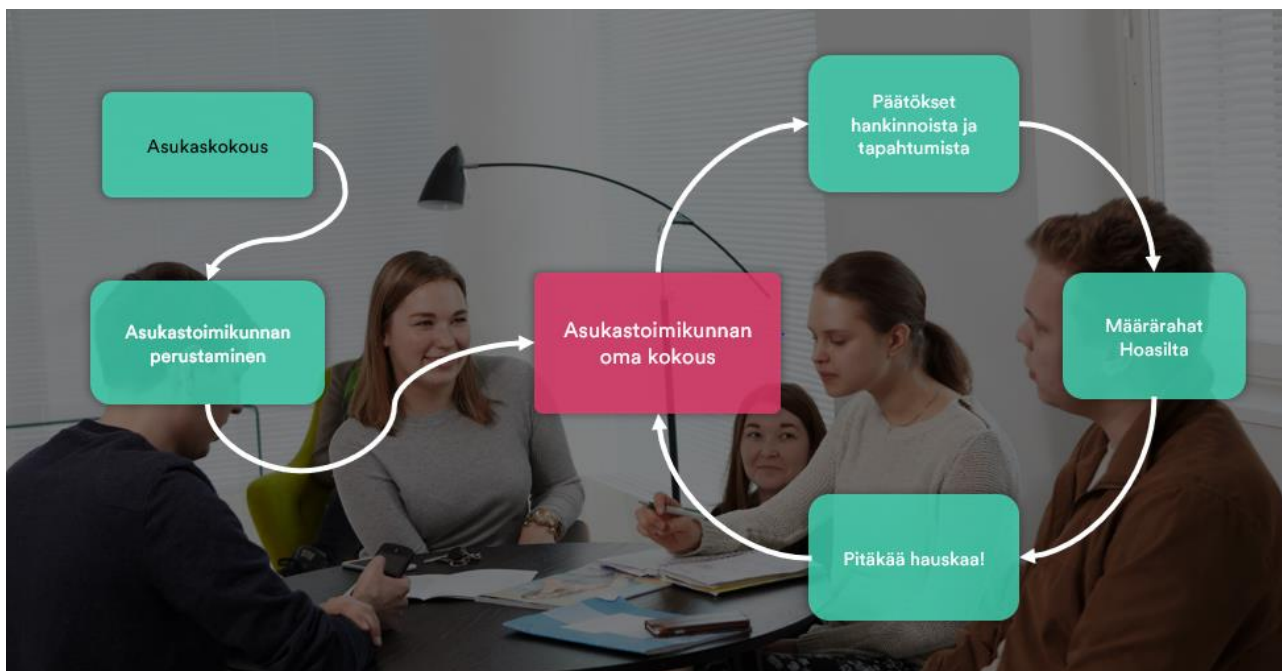 Asukaskokous
Asukastoimikunnan
perustaminen
Asukastoimikunnan
oma kokous
Päätökset
hankinnoista ja
tapahtumista
Määrärahat
Hoasilta
Pitäkää hauskaa!